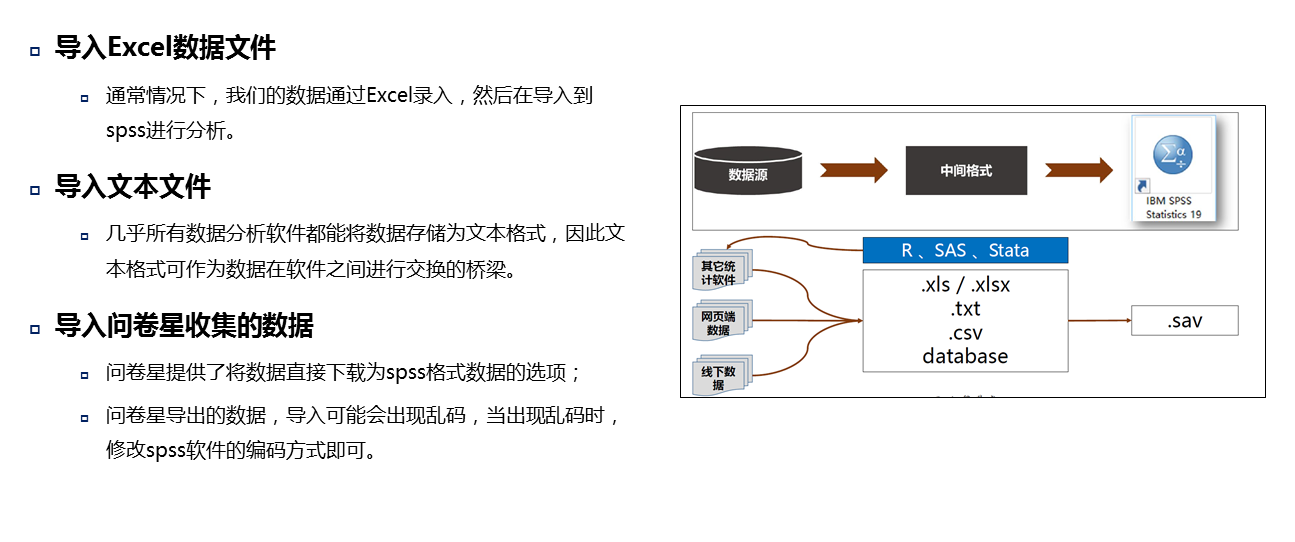 导入Excel数据文件
通常情况下，我们的数据通过Excel录入，然后在导入到
spss进行分析。
导入文本文件
几乎所有数据分析软件都能将数据存储为文本格式，因此文
本格式可作为数据在软件之间进行交换的桥梁。
导入问卷星收集的数据
问卷星提供了将数据直接下载为spss格式数据的选项；
问卷星导出的数据，导入可能会出现乱码，当出现乱码时，
修改spss软件的编码方式即可。
数据源
中间格式
IBM SPSS
Statistics 19
R 、SAS 、Stata
其它统
计软件
网页端
数据
线下数
据
.xls / .xlsx
.txt
.csv
database
.sav